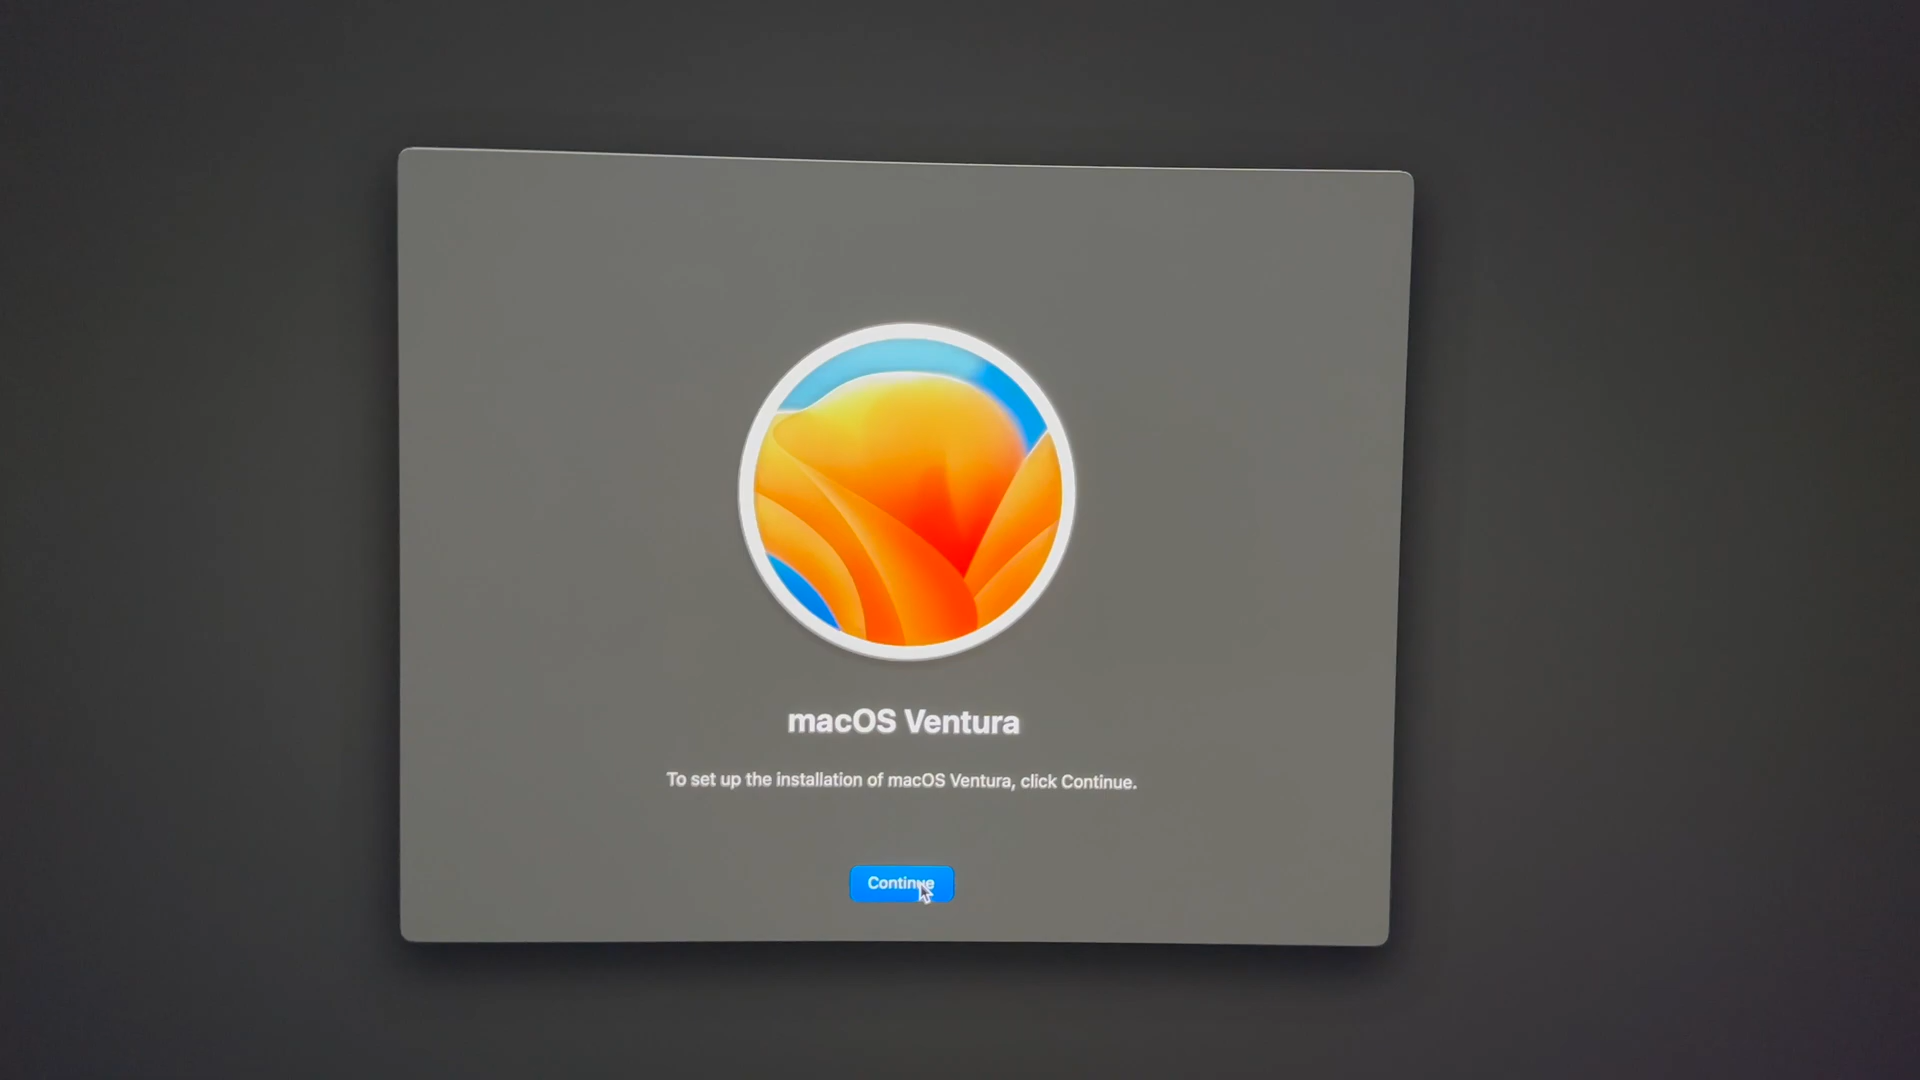 macOS Ventura
To set up the installation of macOS Ventura, click Continue.
Continue